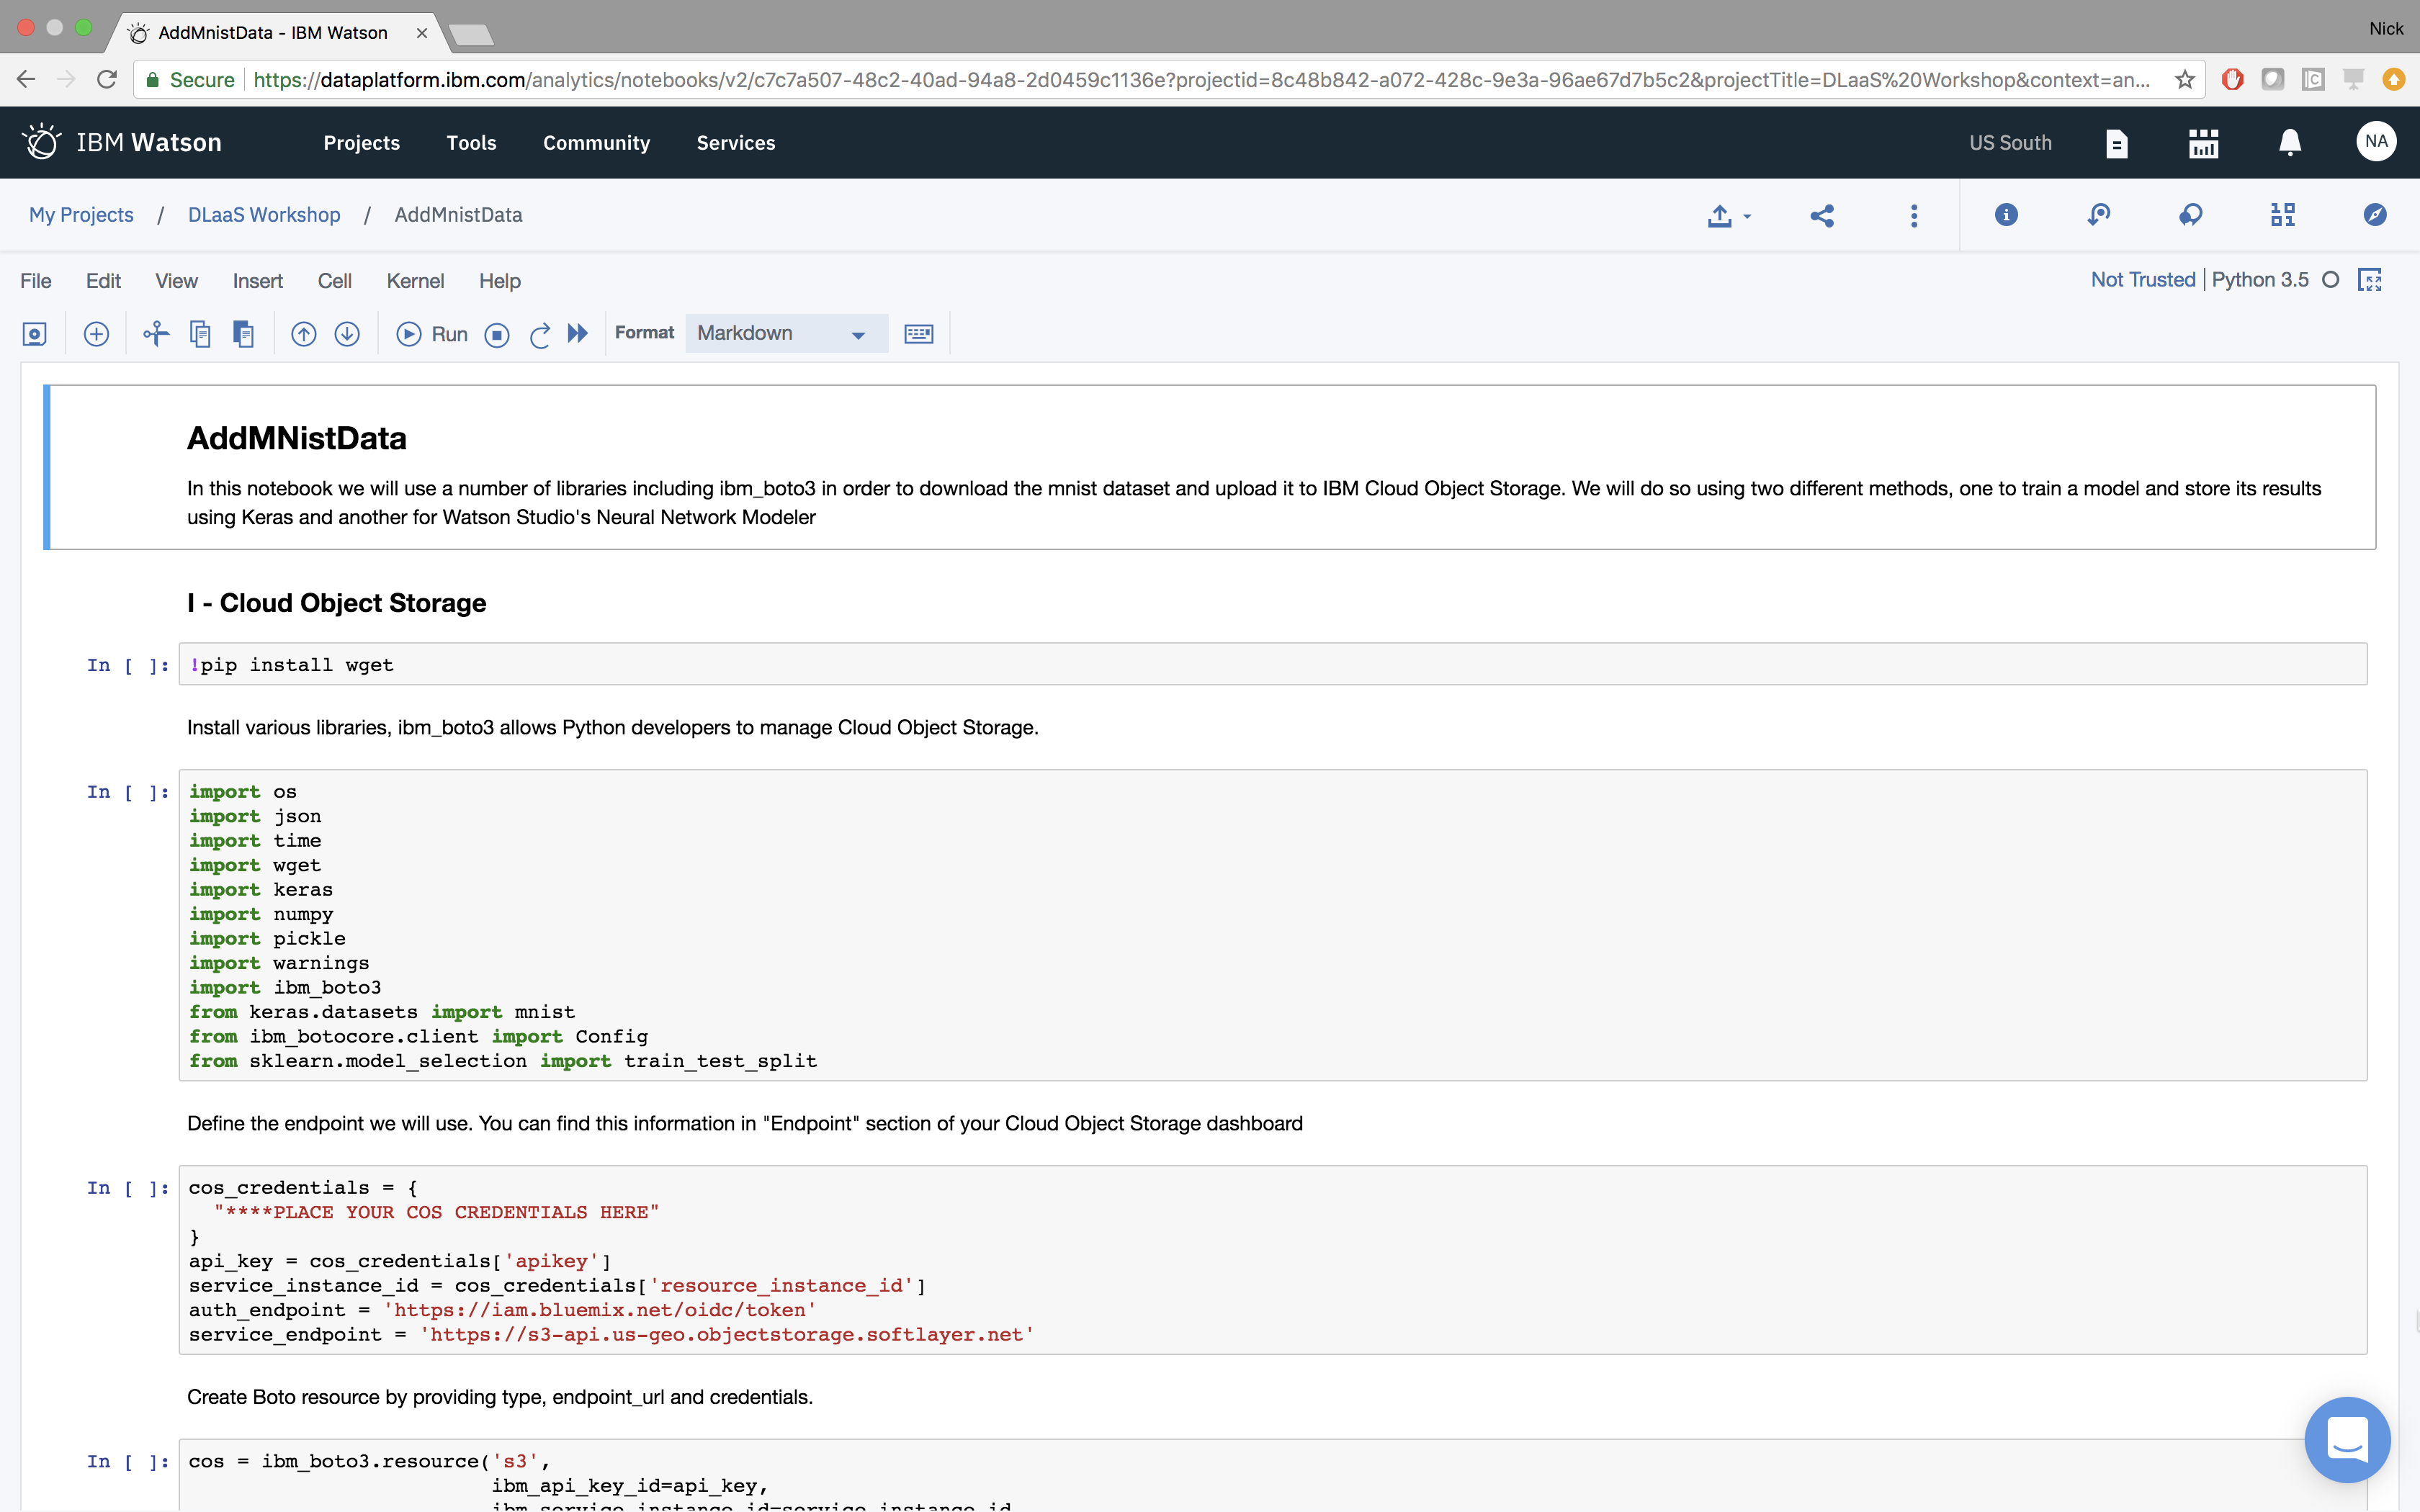 AddMnistData - IBM Watson
Nick
Secure https://dataplatform.ibm.com/analytics/notebooks/v2/c7c7a507-48c2-40ad-94a8-2d0459c1136e?projectid=8c48b842-a072-428c-9e3a-96ae67d7b5c2&projectTitle=DLaaS%20Workshop&context=an...
IBM Watson Projects Tools Community Services US South NA
My Projects / DLaaS Workshop / AddMnistData
File Edit View Insert Cell Kernel Help Not Trusted | Python 3.5
Run Format Markdown
AddMNistData
In this notebook we will use a number of libraries including ibm_boto3 in order to download the mnist dataset and upload it to IBM Cloud Object Storage. We will do so using two different methods, one to train a model and store its results
using Keras and another for Watson Studio's Neural Network Modeler
I - Cloud Object Storage
In [ ]: !pip install wget
Install various libraries, ibm_boto3 allows Python developers to manage Cloud Object Storage.
In [ ]: import os
import json
import time
import wget
import keras
import numpy
import pickle
import warnings
import ibm_boto3
from keras.datasets import mnist
from ibm_botocore.client import Config
from sklearn.model_selection import train_test_split
Define the endpoint we will use. You can find this information in "Endpoint" section of your Cloud Object Storage dashboard
In [ ]: cos_credentials = {
"****PLACE YOUR COS CREDENTIALS HERE"
}
api_key = cos_credentials['apikey']
service_instance_id = cos_credentials['resource_instance_id']
auth_endpoint = 'https://iam.bluemix.net/oidc/token'
service_endpoint = 'https://s3-api.us-geo.objectstorage.softlayer.net'
Create Boto resource by providing type, endpoint_url and credentials.
In [ ]: cos = ibm_boto3.resource('s3',
ibm_api_key_id=api_key,
ibm_service_instance_id=service_instance_id